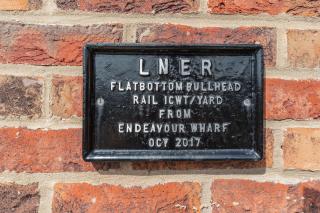 LNER
FLATBOTTOM BULLHEAD
RAIL 1CWT/YARD
FROM
ENDEAVOUR WHARF
OCT 2017